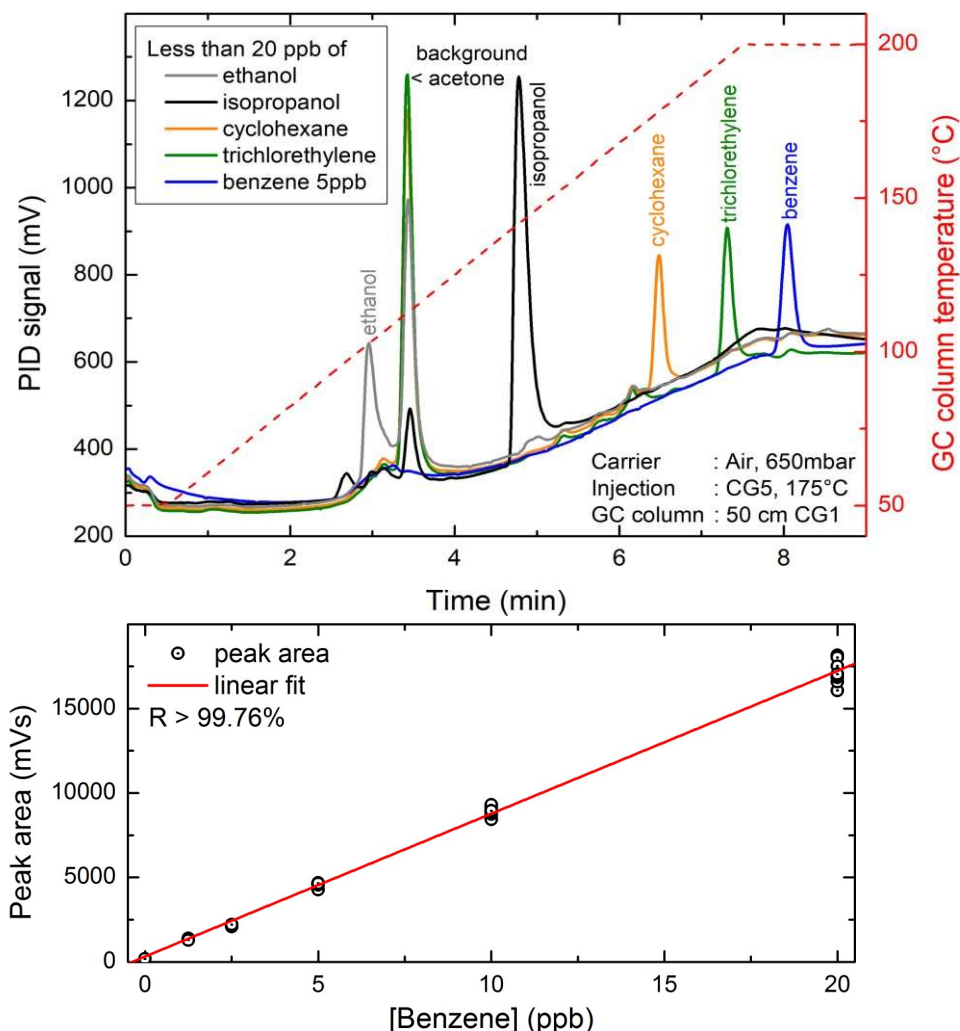 Less than 20 ppb of
ethanol
isopropanol
cyclohexane
trichlorethylene
benzene 5ppb
background
< acetone
ethanol
isopropanol
cyclohexane
trichlorethylene
benzene
Carrier : Air, 650mbar
Injection : CG5, 175°C
GC column : 50 cm CG1
PID signal (mV)
1200
1000
800
600
400
200
GC column temperature (°C)
200
150
100
50
0 2 4 6 8
Time (min)
peak area
linear fit
R > 99.76%
Peak area (mVs)
15000
10000
5000
0
0 5 10 15 20
[Benzene] (ppb)